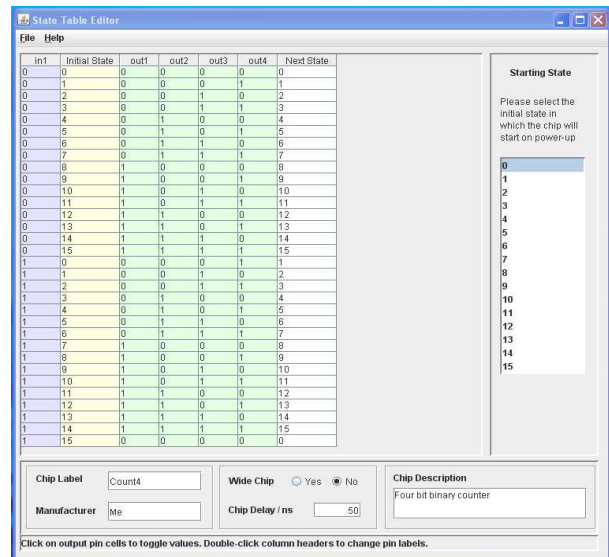 State Table Editor
File Help
in1 Initial State out1 out2 out3 out4 Next State
0 0 0 0 0 0 0
0 1 0 0 0 1 1
0 2 0 0 1 0 2
0 3 0 0 1 1 3
0 4 0 1 0 0 4
0 5 0 1 0 1 5
0 6 0 1 1 0 6
0 7 0 1 1 1 7
0 8 1 0 0 0 8
0 9 1 0 0 1 9
0 10 1 0 1 0 10
0 11 1 0 1 1 11
0 12 1 1 0 0 12
0 13 1 1 0 1 13
0 14 1 1 1 0 14
0 15 1 1 1 1 15
1 0 0 0 0 1 1
1 1 0 0 1 0 2
1 2 0 0 1 1 3
1 3 0 1 0 0 4
1 4 0 1 0 1 5
1 5 0 1 1 0 6
1 6 0 1 1 1 7
1 7 1 0 0 0 8
1 8 1 0 0 1 9
1 9 1 0 1 0 10
1 10 1 0 1 1 11
1 11 1 1 0 0 12
1 12 1 1 0 1 13
1 13 1 1 1 0 14
1 14 1 1 1 1 15
1 15 0 0 0 0 0
Starting State
Please select the
initial state in
which the chip will
start on power-up
0
1
2
3
4
5
6
7
8
9
10
11
12
13
14
15
Chip Label Count4
Manufacturer Me
Wide Chip Yes No
Chip Delay / ns 50
Chip Description
Four bit binary counter
Click on output pin cells to toggle values. Double-click column headers to change pin labels.